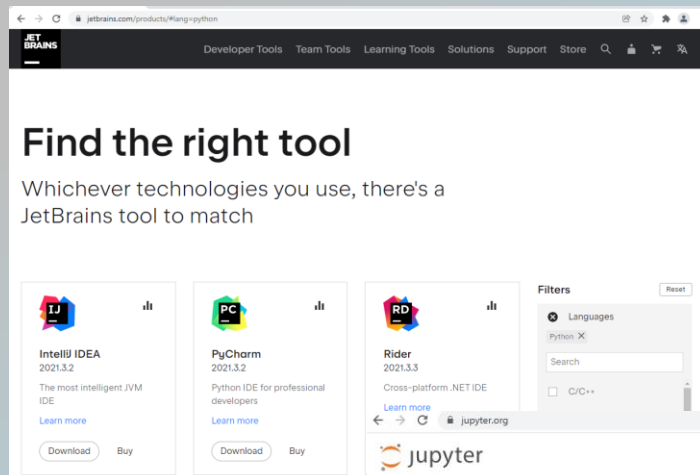 jetbrains.com/products/#lang=python
JET
BRAINS
Developer Tools Team Tools Learning Tools Solutions Support Store
Find the right tool
Whichever technologies you use, there's a
JetBrains tool to match
IJ
IntelliJ IDEA
2021.3.2
The most intelligent JVM
IDE
Learn more
Download Buy
PC
PyCharm
2021.3.2
Python IDE for professional
developers
Learn more
Download Buy
RD
Rider
2021.3.3
Cross-platform .NET IDE
Learn more
Filters Reset
Languages
Python
Search
C/C++
jupyter.org
jupyter